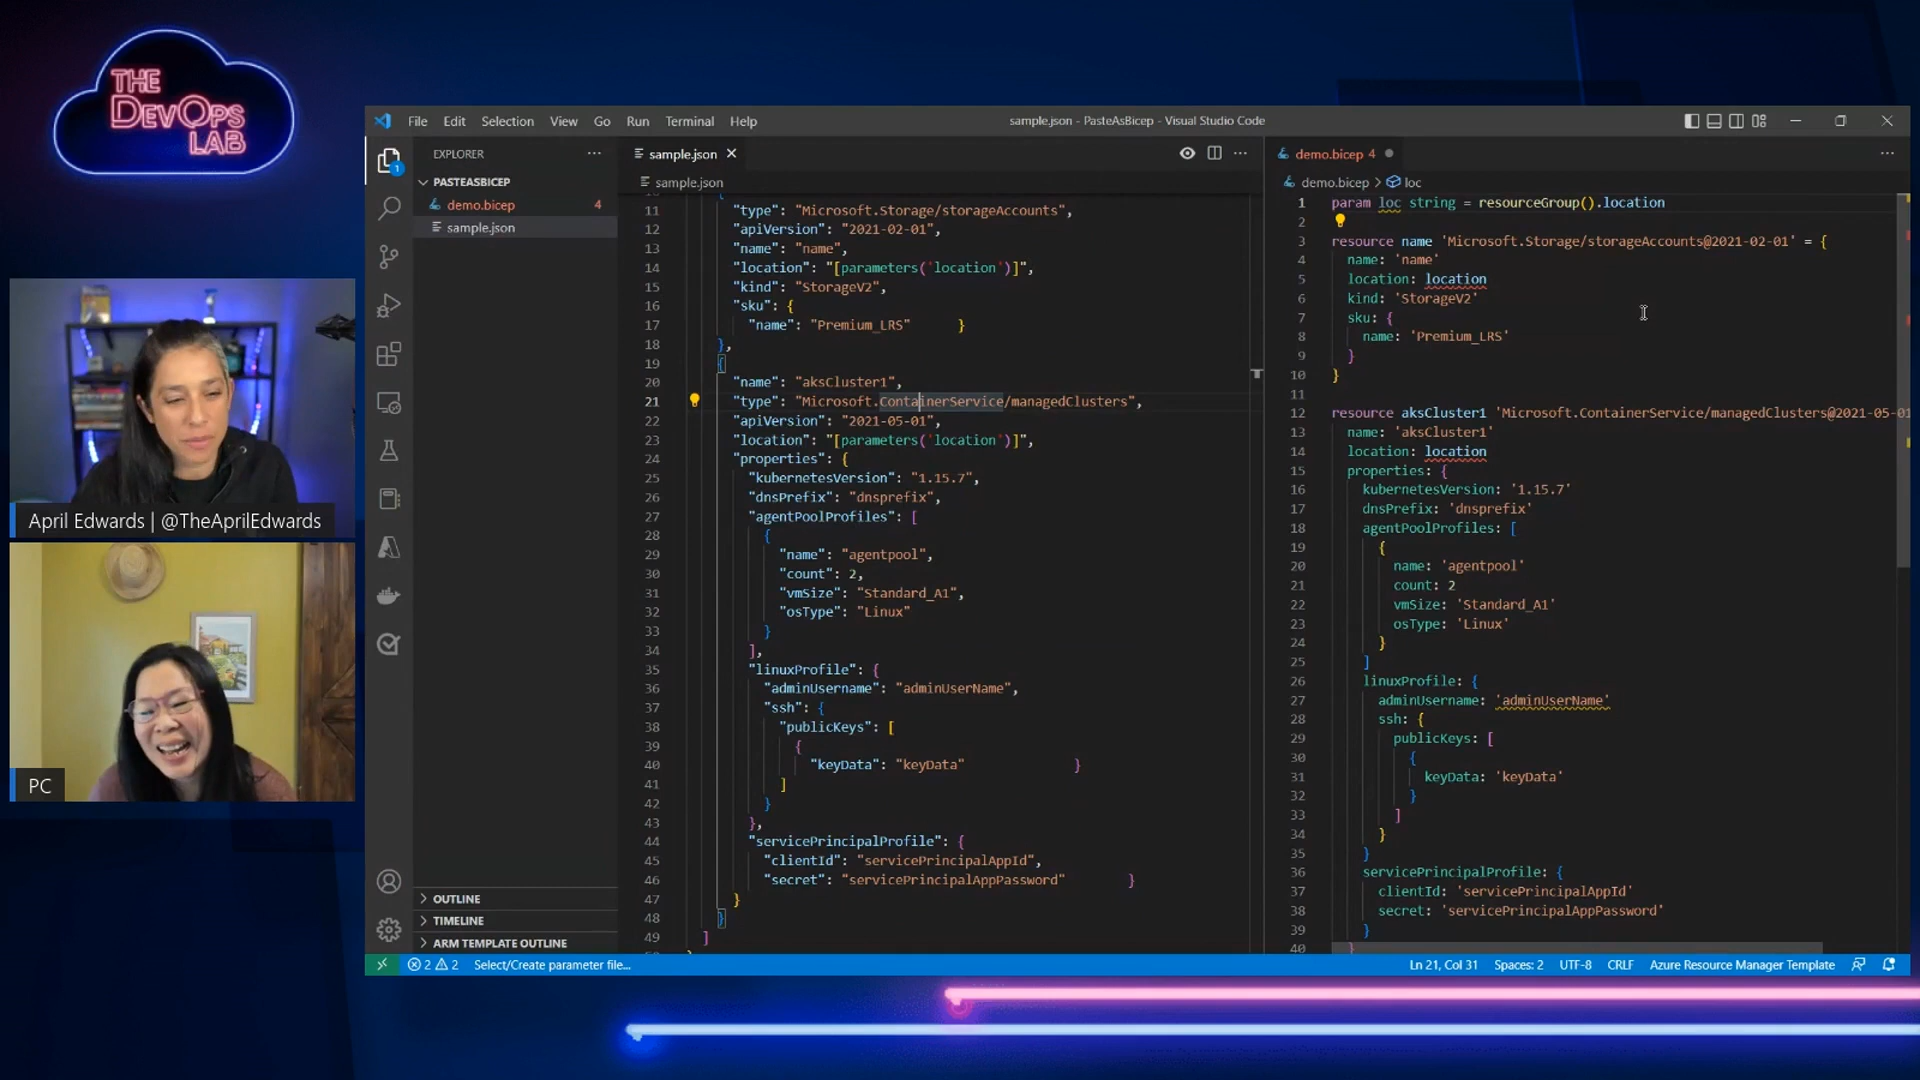 THE
DEVOPS
LAB
April Edwards | @TheAprilEdwards
PC
File Edit Selection View Go Run Terminal Help
sample.json - PasteAsBicep - Visual Studio Code
EXPLORER
1
PASTEASBICEP
demo.bicep 4
sample.json
OUTLINE
TIMELINE
ARM TEMPLATE OUTLINE
sample.json
sample.json
11 "type": "Microsoft.Storage/storageAccounts",
12 "apiVersion": "2021-02-01",
13 "name": "name",
14 "location": "[parameters('location')]",
15 "kind": "StorageV2",
16 "sku": {
17 "name": "Premium_LRS" }
18 },
19 {
20 "name": "aksCluster1",
21 "type": "Microsoft.ContainerService/managedClusters",
22 "apiVersion": "2021-05-01",
23 "location": "[parameters('location')]",
24 "properties": {
25 "kubernetesVersion": "1.15.7",
26 "dnsPrefix": "dnsprefix",
27 "agentPoolProfiles": [
28 {
29 "name": "agentpool",
30 "count": 2,
31 "vmSize": "Standard_A1",
32 "osType": "Linux"
33 }
34 ],
35 "linuxProfile": {
36 "adminUsername": "adminUserName",
37 "ssh": {
38 "publicKeys": [
39 {
40 "keyData": "keyData" }
41 ]
42 }
43 },
44 "servicePrincipalProfile": {
45 "clientId": "servicePrincipalAppId",
46 "secret": "servicePrincipalAppPassword" }
47 }
48 }
49 ]
demo.bicep 4
demo.bicep > loc
1 param loc string = resourceGroup().location
2
3 resource name 'Microsoft.Storage/storageAccounts@2021-02-01' = {
4 name: 'name'
5 location: location
6 kind: 'StorageV2'
7 sku: {
8 name: 'Premium_LRS'
9 }
10 }
11
12 resource aksCluster1 'Microsoft.ContainerService/managedClusters@2021-05-01
13 name: 'aksCluster1'
14 location: location
15 properties: {
16 kubernetesVersion: '1.15.7'
17 dnsPrefix: 'dnsprefix'
18 agentPoolProfiles: [
19 {
20 name: 'agentpool'
21 count: 2
22 vmSize: 'Standard_A1'
23 osType: 'Linux'
24 }
25 ]
26 linuxProfile: {
27 adminUsername: 'adminUserName'
28 ssh: {
29 publicKeys: [
30 {
31 keyData: 'keyData'
32 }
33 ]
34 }
35 }
36 servicePrincipalProfile: {
37 clientId: 'servicePrincipalAppId'
38 secret: 'servicePrincipalAppPassword'
39 }
40 }
2 2 Select/Create parameter file... Ln 21, Col 31 Spaces: 2 UTF-8 CRLF Azure Resource Manager Template